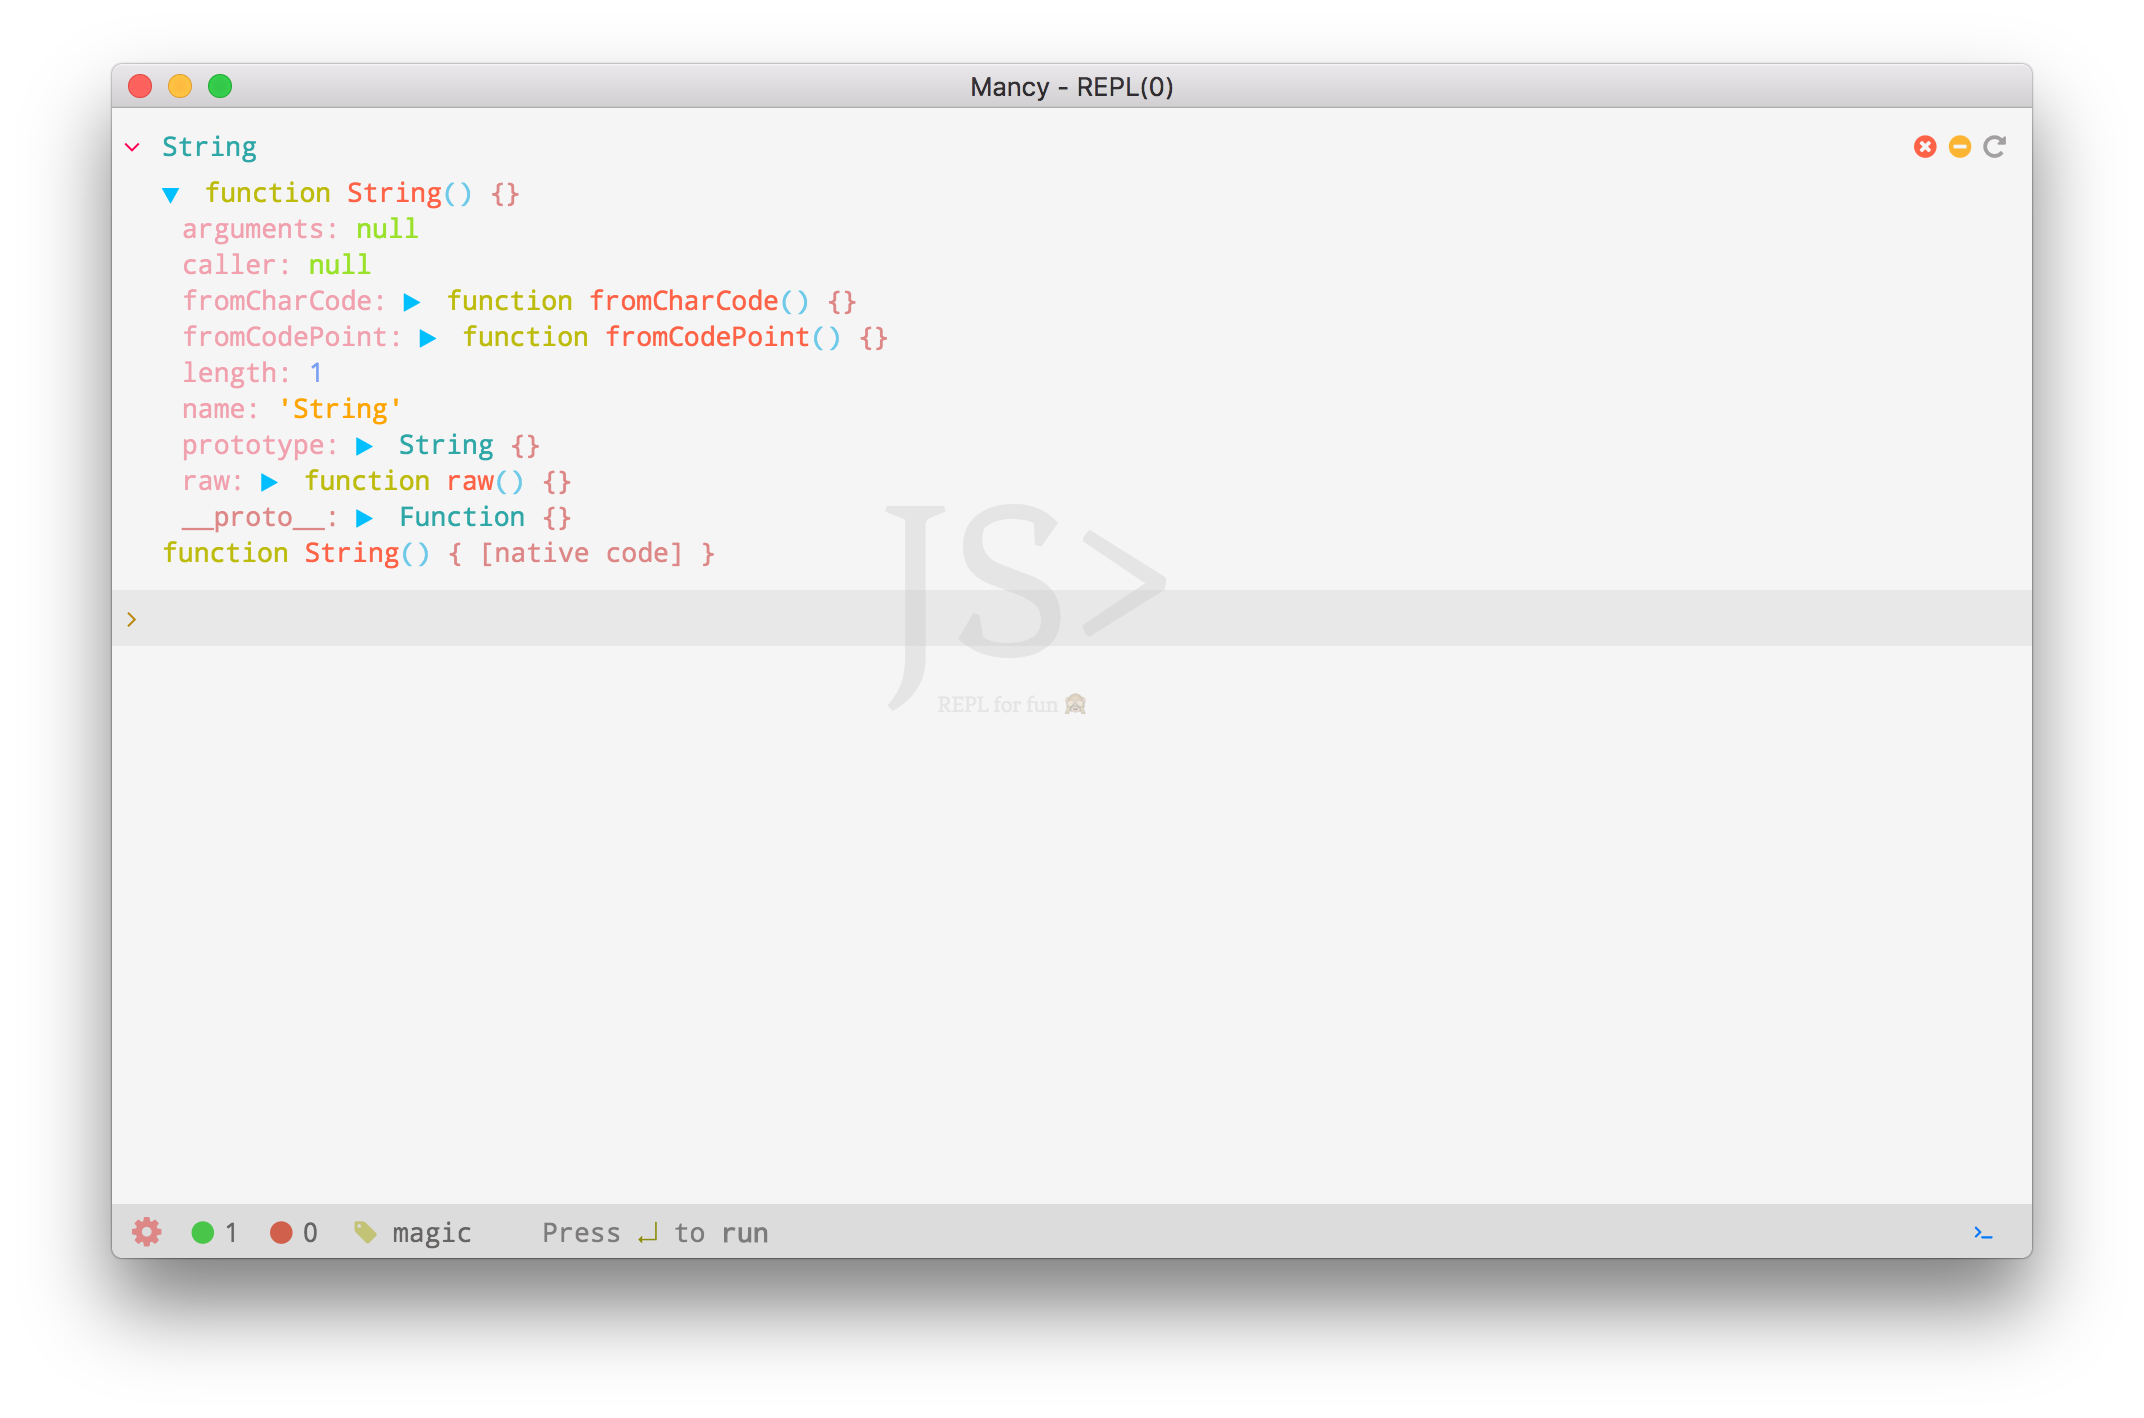 Mancy - REPL(0)
String
function String() {}
arguments: null
caller: null
fromCharCode: function fromCharCode() {}
fromCodePoint: function fromCodePoint() {}
length: 1
name: 'String'
prototype: String {}
raw: function raw() {}
__proto__: Function {}
function String() { [native code] }
JS>
REPL for fun 🙈
1 0 magic Press ↵ to run